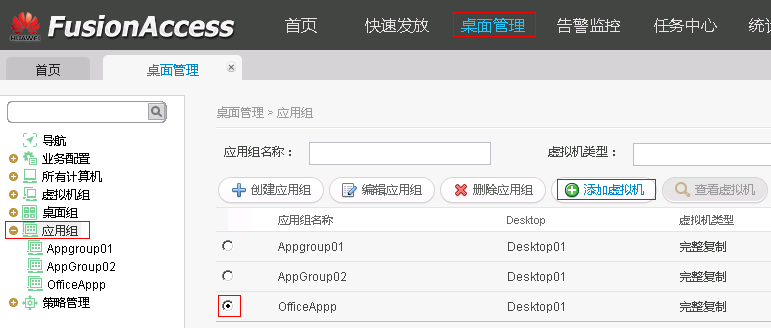 HUAWEI FusionAccess 首页 快速发放 桌面管理 告警监控 任务中心
首页 桌面管理
桌面管理 > 应用组
导航
业务配置
所有计算机
虚拟机组
桌面组
应用组
Appgroup01
AppGroup02
OfficeAppp
策略管理
应用组名称： 虚拟机类型：
创建应用组 编辑应用组 删除应用组 添加虚拟机 查看虚拟机
应用组名称 Desktop 虚拟机类型
Appgroup01 Desktop01 完整复制
AppGroup02 Desktop01 完整复制
OfficeAppp Desktop01 完整复制